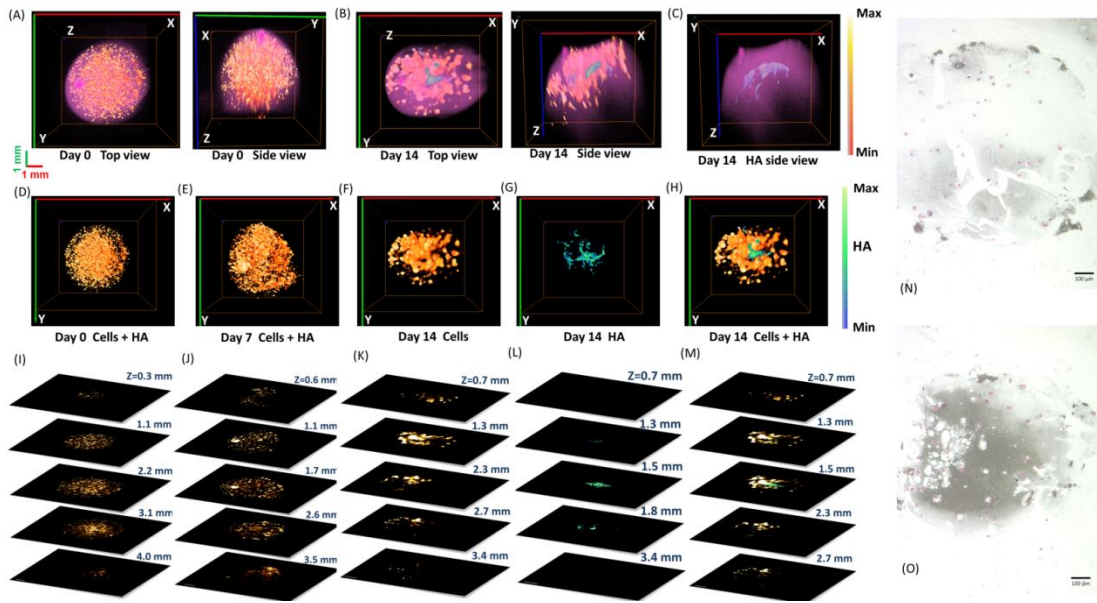 (A)
Z
X
Y
Day 0 Top view
Y
X
Z
Day 0 Side view
(B)
Z
X
Y
Day 14 Top view
Y
X
Z
Day 14 Side view
(C)
Y
X
Z
Day 14 HA side view
Max
Min
1 mm
1 mm
(D)
X
Y
Day 0 Cells + HA
(E)
X
Y
Day 7 Cells + HA
(F)
X
Y
Day 14 Cells
(G)
X
Y
Day 14 HA
(H)
X
Y
Day 14 Cells + HA
Max
HA
Min
(I)
Z=0.3 mm
1.1 mm
2.2 mm
3.1 mm
4.0 mm
(J)
Z=0.6 mm
1.1 mm
1.7 mm
2.6 mm
3.5 mm
(K)
Z=0.7 mm
1.3 mm
2.3 mm
2.7 mm
3.4 mm
(L)
Z=0.7 mm
1.3 mm
1.5 mm
1.8 mm
3.4 mm
(M)
Z=0.7 mm
1.3 mm
1.5 mm
2.3 mm
2.7 mm
(N)
100 µm
(O)
100 µm